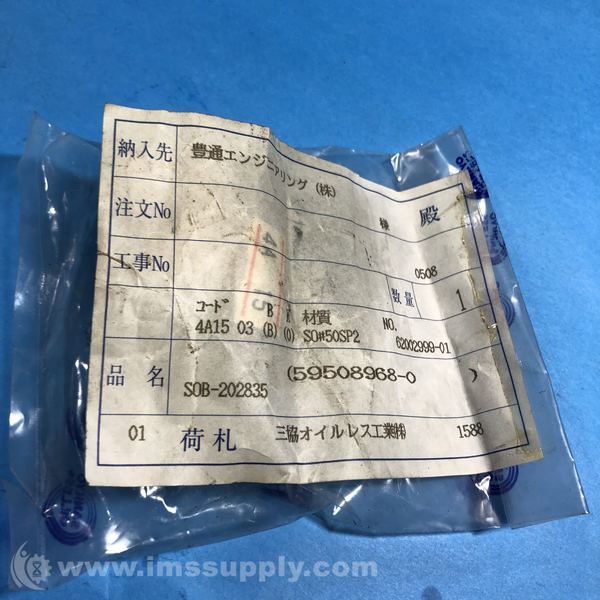 納入先 豊通エンジニアリング (株)
注文No 様 殿
工事No 0508
数量 1
コード B H 材質 NO.
4A15 03 (B) (O) SO#50SP2 62002999-01
品名 SOB-202835 (59508968-0 )
01 荷札 三協オイルレス工業㈱ 1588
www.imssupply.com